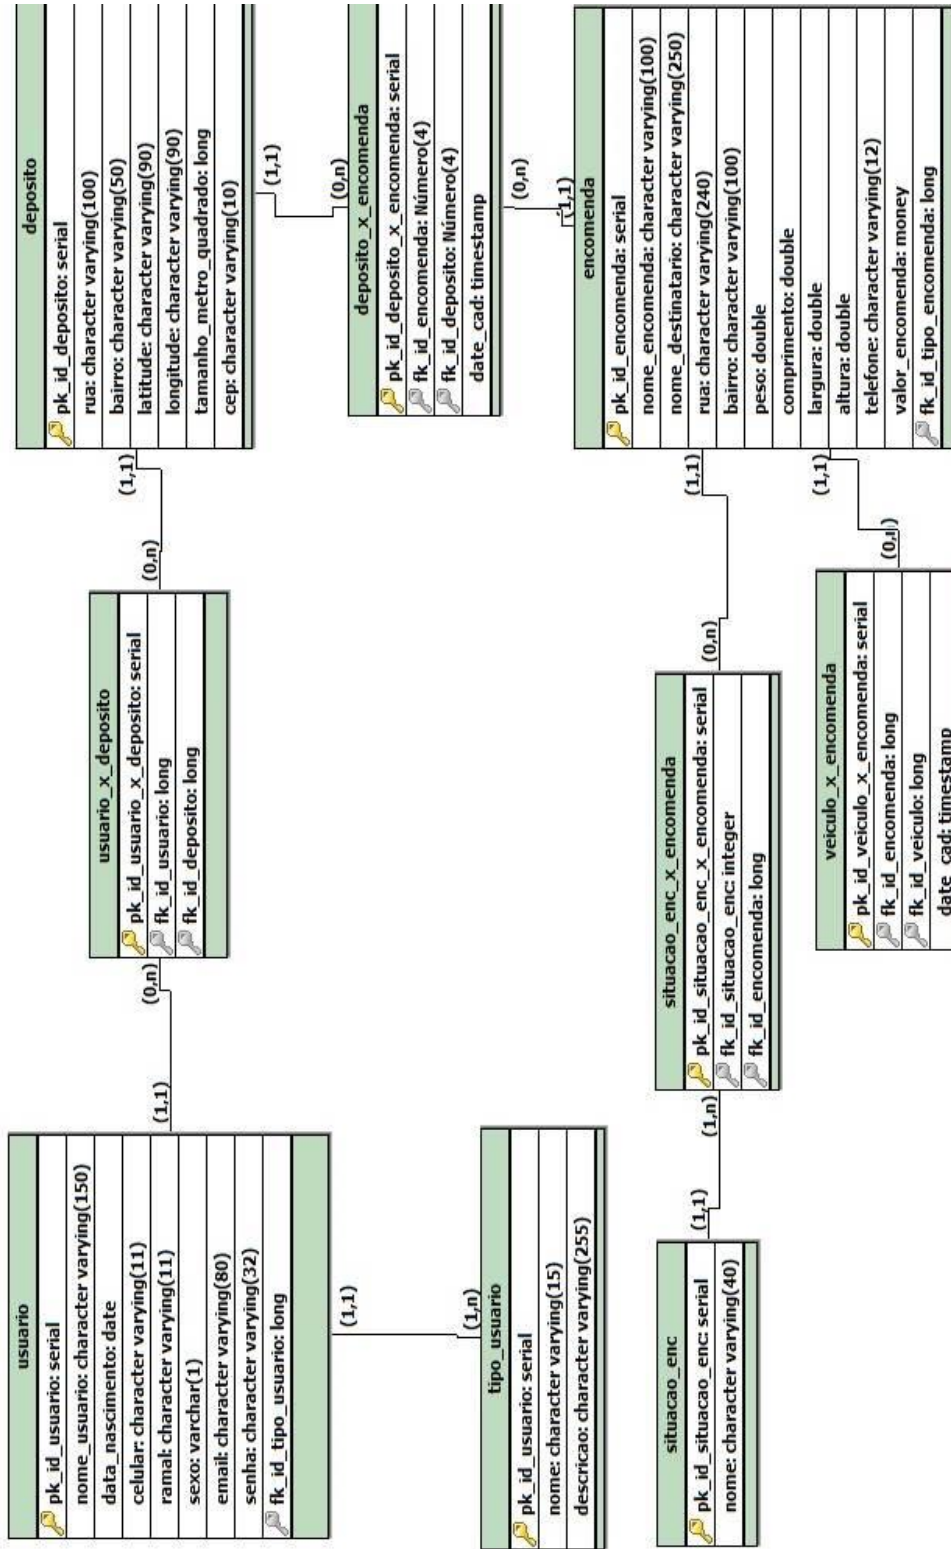 usuario
pk_id_usuario: serial
nome_usuario: character varying(150)
data_nascimento: date
celular: character varying(11)
ramal: character varying(11)
sexo: varchar(1)
email: character varying(80)
senha: character varying(32)
fk_id_tipo_usuario: long
(1,1)
(0,n)
usuario_x_deposito
pk_id_usuario_x_deposito: serial
fk_id_usuario: long
fk_id_deposito: long
(0,n)
(1,1)
deposito
pk_id_deposito: serial
rua: character varying(100)
bairro: character varying(50)
latitude: character varying(90)
longitude: character varying(90)
tamanho_metro_quadrado: long
cep: character varying(10)
(1,1)
(0,n)
deposito_x_encomenda
pk_id_deposito_x_encomenda: serial
fk_id_encomenda: Número(4)
fk_id_deposito: Número(4)
date_cad: timestamp
(0,n)
(1,1)
(1,1)
(1,n)
tipo_usuario
pk_id_usuario: serial
nome: character varying(15)
descricao: character varying(255)
encomenda
pk_id_encomenda: serial
nome_encomenda: character varying(100)
nome_destinatario: character varying(250)
rua: character varying(240)
bairro: character varying(100)
peso: double
comprimento: double
largura: double
altura: double
telefone: character varying(12)
valor_encomenda: money
fk_id_tipo_encomenda: long
situacao_enc
pk_id_situacao_enc: serial
nome: character varying(40)
(1,1)
(1,n)
situacao_enc_x_encomenda
pk_id_situacao_enc_x_encomenda: serial
fk_id_situacao_enc: integer
fk_id_encomenda: long
(0,n)
(1,1)
(1,1)
(0,n)
veiculo_x_encomenda
pk_id_veiculo_x_encomenda: serial
fk_id_encomenda: long
fk_id_veiculo: long
date_cad: timestamp